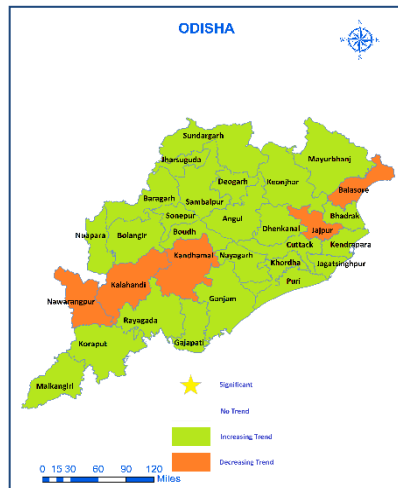 ODISHA
N
W E
S
Sundargarh
Jharsuguda
Mayurbhanj
Deogarh
Keonjhar
Balasore
Baragarh
Sambalpur
Sonepur
Angul
Bhadrak
Nuapara
Bolangir
Boudh
Dhenkanal
Jajpur
Cuttack
Kendrapara
Kandhamal
Nayagarh
Khordha
Jagatsinghpur
Kalahandi
Puri
Nawarangpur
Ganjam
Rayagada
Koraput
Gajapati
Malkangiri
Significant
No Trend
Increasing Trend
Decreasing Trend
0 15 30 60 90 120
Miles